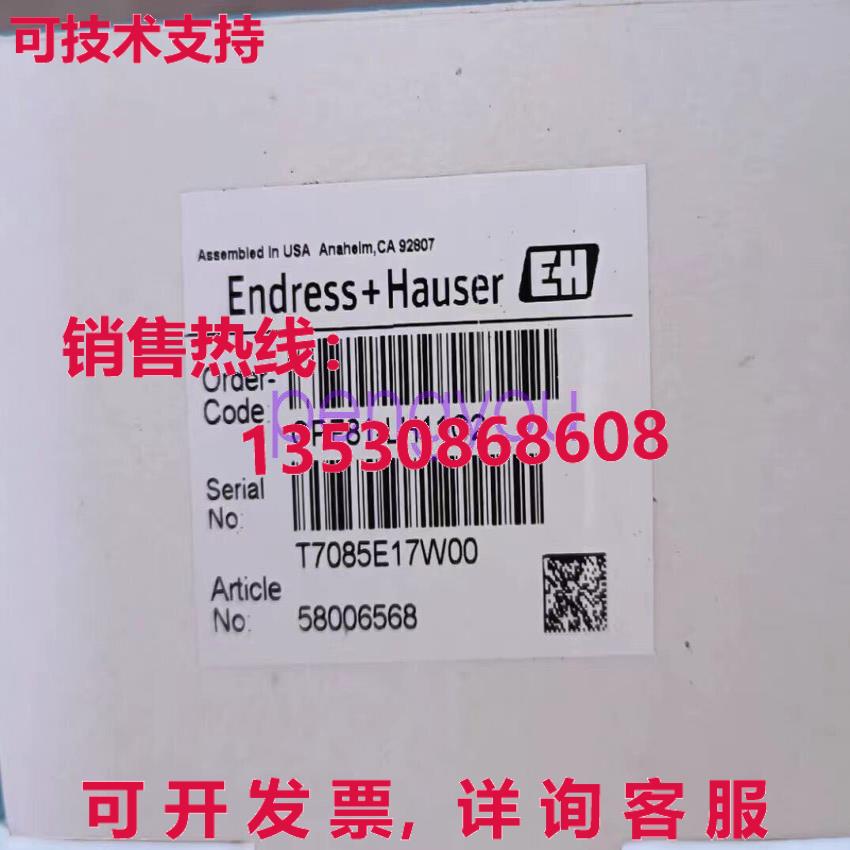 可技术支持
Assembled in USA Anaheim, CA 92807
Endress+Hauser EH
销售热线:
Order-
Code
pengyou
13530868608
Serial
No:
T7085E17W00
Article
No: 58006568
可开发票, 详询客服